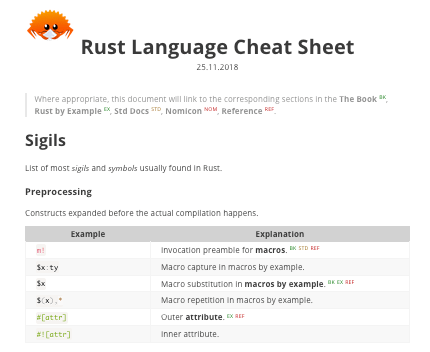 Rust Language Cheat Sheet
25.11.2018
Where appropriate, this document will link to the corresponding sections in the The Book BK,
Rust by Example EX, Std Docs STD, Nomicon NOM, Reference REF.
Sigils
List of most sigils and symbols usually found in Rust.
Preprocessing
Constructs expanded before the actual compilation happens.
Example Explanation
m! Invocation preamble for macros. BK STD REF
$x:ty Macro capture in macros by example.
$x Macro substitution in macros by example. BK EX REF
$(x),* Macro repetition in macros by example.
#[attr] Outer attribute. EX REF
#![attr] Inner attribute.